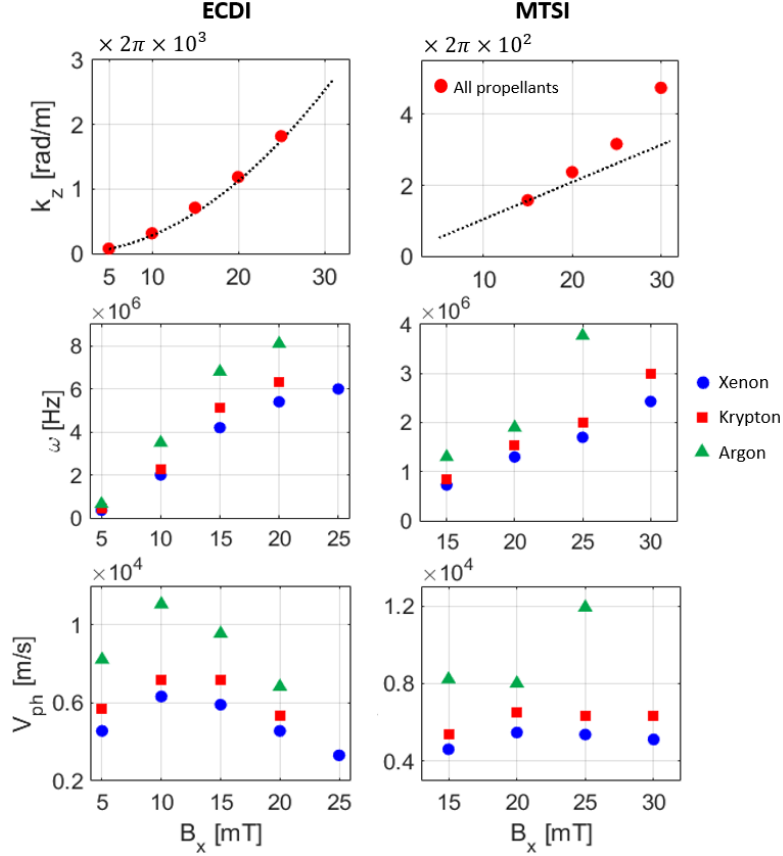 ECDI
MTSI
× 2π × 10³
× 2π × 10²
3
2
1
0
k_z [rad/m]
5 10 20 30
4
2
0
All propellants
10 20 30
×10⁶
8
6
4
2
0
ω [Hz]
5 10 15 20 25
×10⁶
4
3
2
1
0
15 20 25 30
Xenon
Krypton
Argon
×10⁴
1
0.6
0.2
V_ph [m/s]
5 10 15 20 25
B_x [mT]
×10⁴
1.2
0.8
0.4
15 20 25 30
B_x [mT]